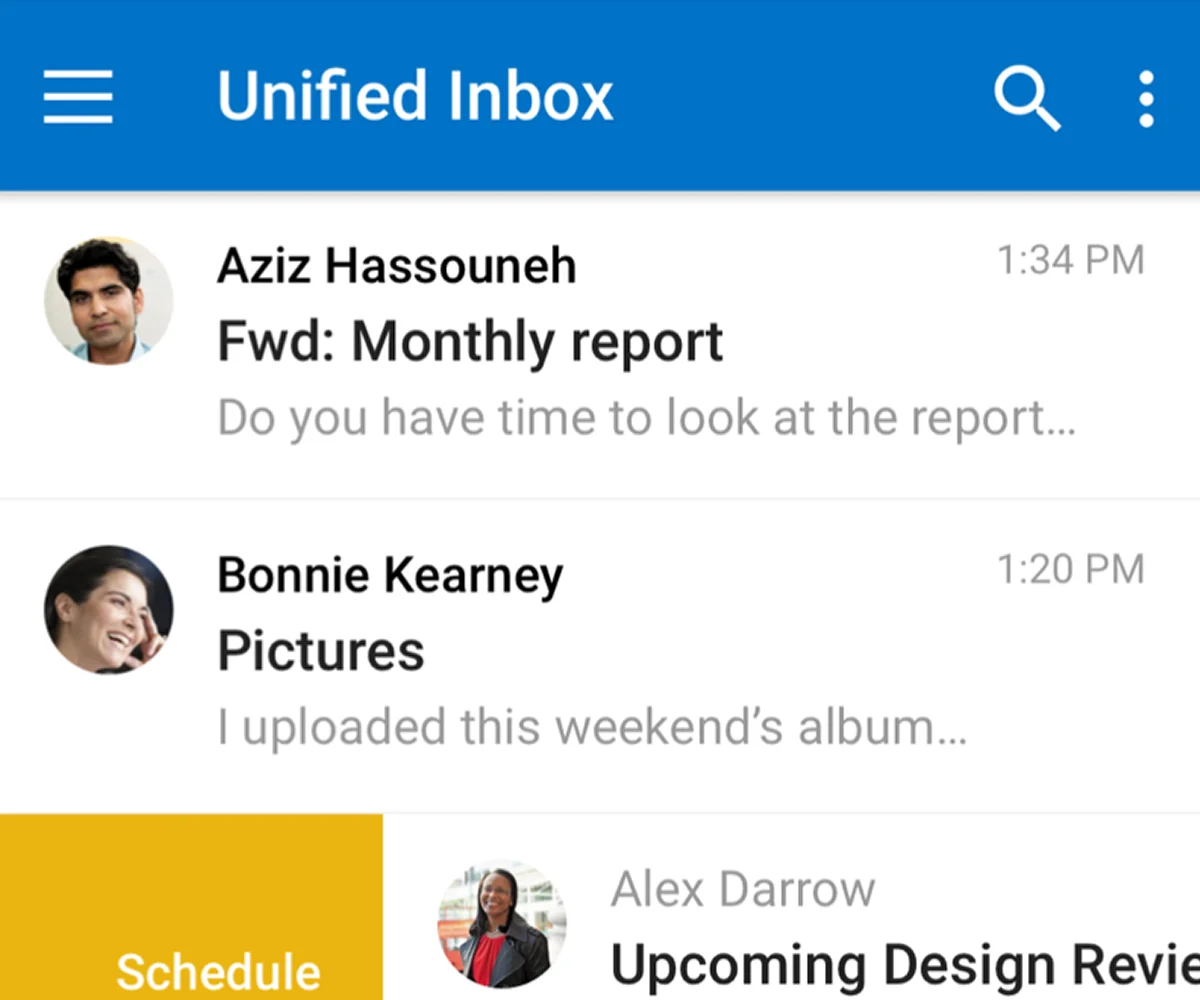 Unified Inbox
Aziz Hassouneh
1:34 PM
Fwd: Monthly report
Do you have time to look at the report...
Bonnie Kearney
1:20 PM
Pictures
I uploaded this weekend’s album...
Alex Darrow
Schedule
Upcoming Design Revie